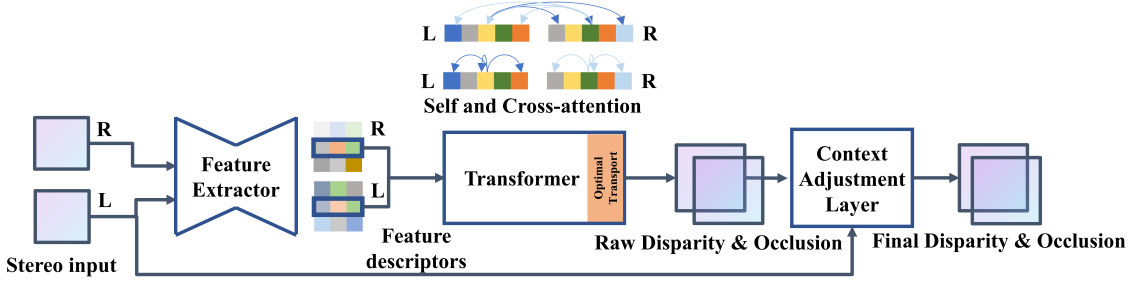 L R
L R
Self and Cross-attention
R
L
Stereo input
Feature
Extractor
R
L
Feature
descriptors
Transformer
Optimal
Transport
Raw Disparity & Occlusion
Context
Adjustment
Layer
Final Disparity & Occlusion